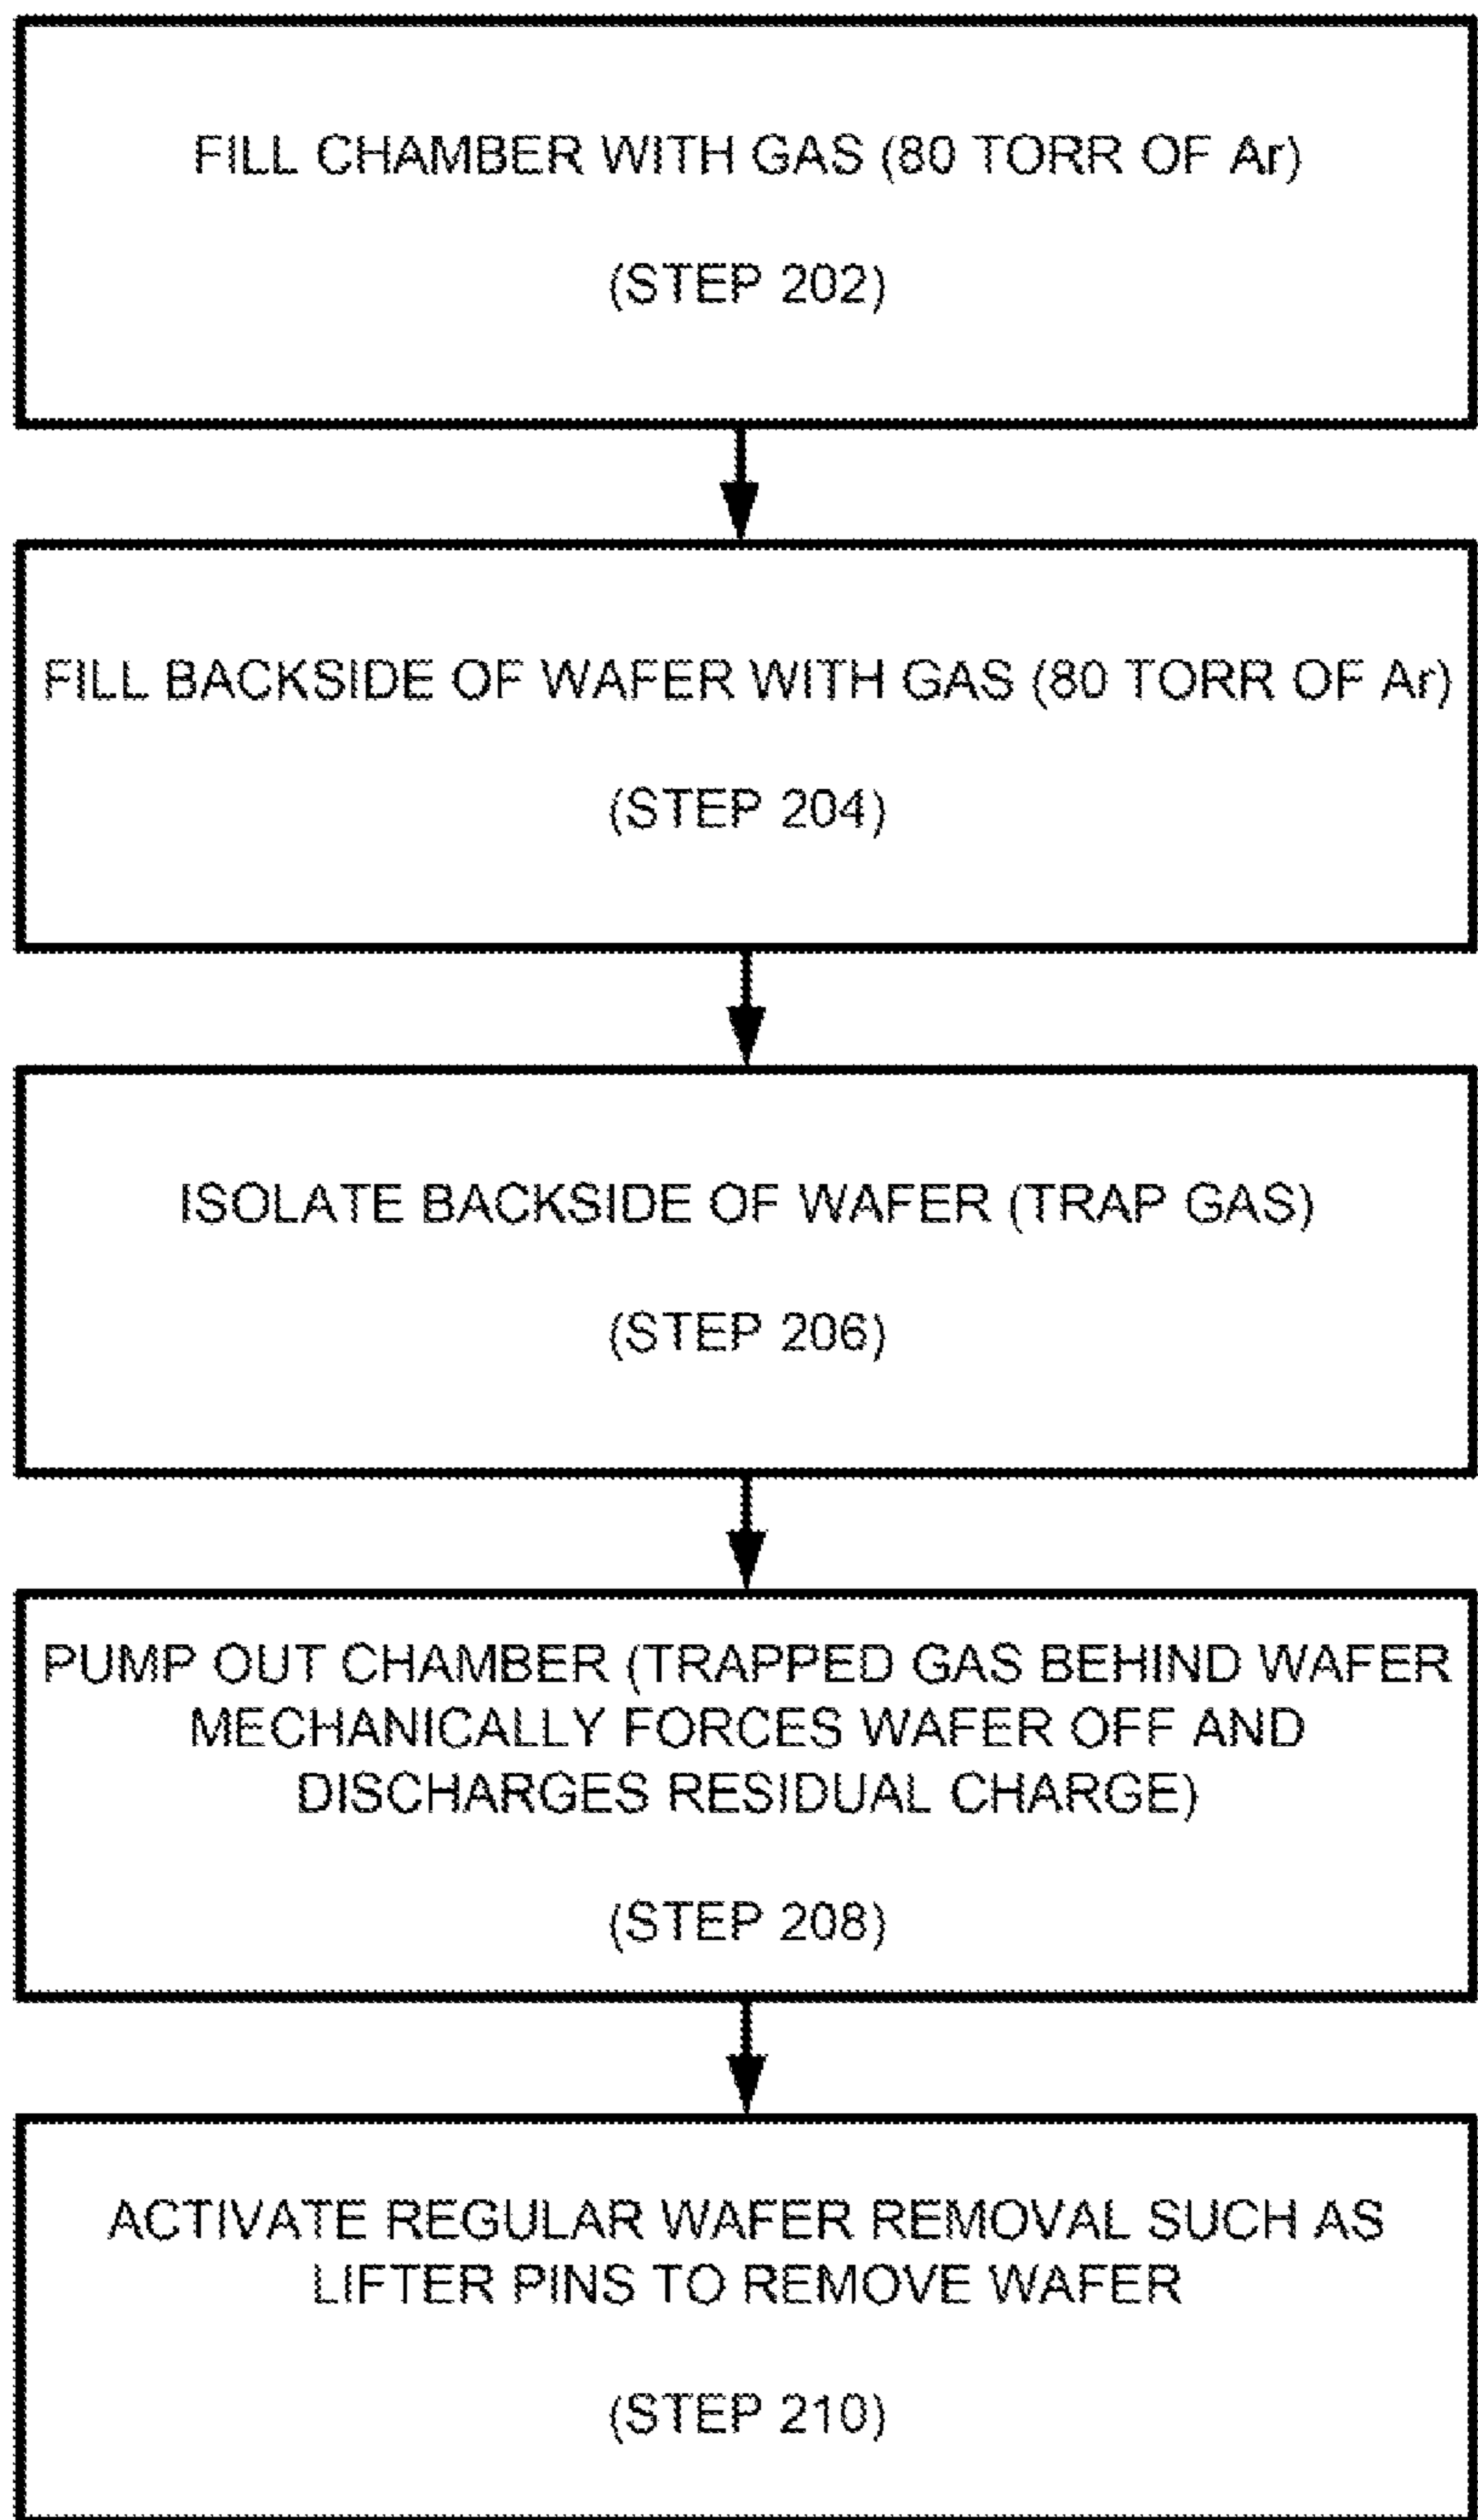 FILL CHAMBER WITH GAS (80 TORR OF Ar)
(STEP 202)
FILL BACKSIDE OF WAFER WITH GAS (80 TORR OF Ar)
(STEP 204)
ISOLATE BACKSIDE OF WAFER (TRAP GAS)
(STEP 206)
PUMP OUT CHAMBER (TRAPPED GAS BEHIND WAFER
MECHANICALLY FORCES WAFER OFF AND
DISCHARGES RESIDUAL CHARGE)
(STEP 208)
ACTIVATE REGULAR WAFER REMOVAL SUCH AS
LIFTER PINS TO REMOVE WAFER
(STEP 210)